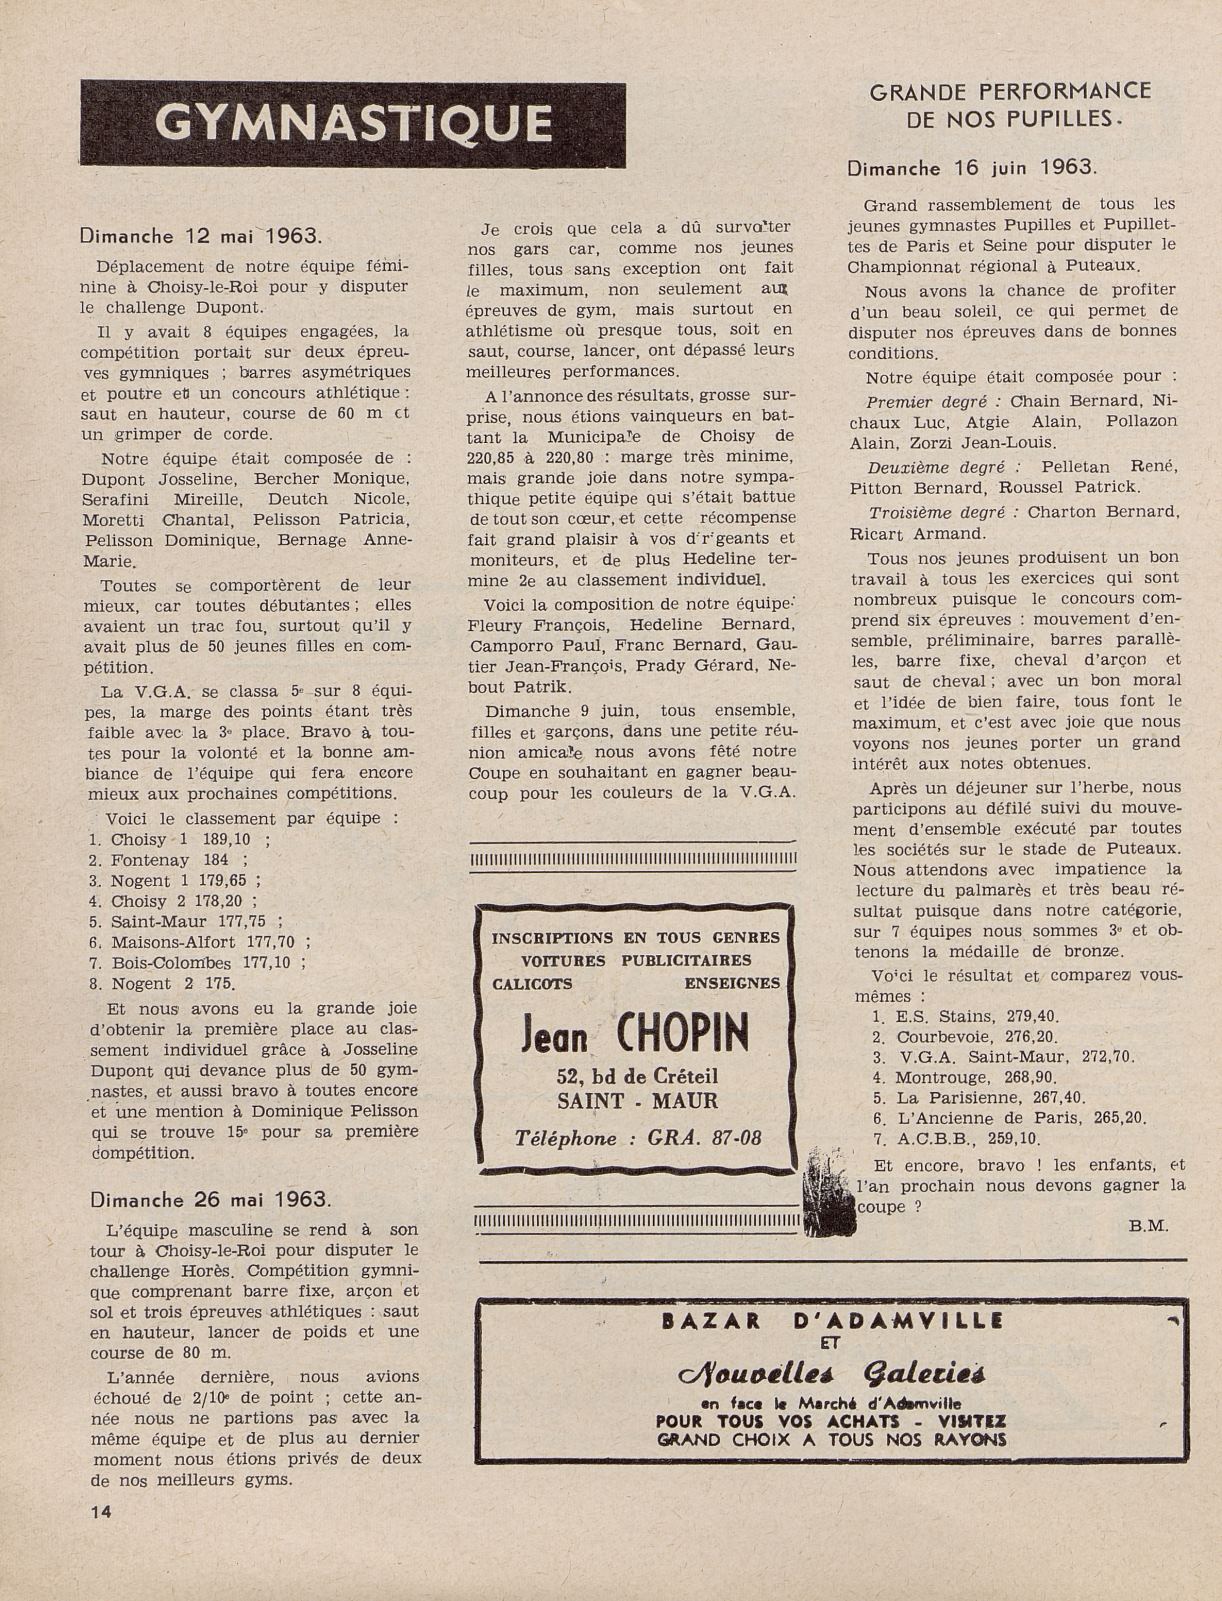 GYMNASTIQUE
Dimanche 12 mai 1963.
Déplacement de notre équipe fémi-
nine à Choisy-le-Roi pour y disputer
le challenge Dupont.
Il y avait 8 équipes engagées, la
compétition portait sur deux épreu-
ves gymniques ; barres asymétriques
et poutre et un concours athlétique :
saut en hauteur, course de 60 m et
un grimper de corde.
Notre équipe était composée de :
Dupont Josseline, Bercher Monique,
Serafini Mireille, Deutch Nicole,
Moretti Chantal, Pelisson Patricia,
Pelisson Dominique, Bernage Anne-
Marie.
Toutes se comportèrent de leur
mieux, car toutes débutantes ; elles
avaient un trac fou, surtout qu'il y
avait plus de 50 jeunes filles en com-
pétition.
La V.G.A. se classa 5e sur 8 équi-
pes, la marge des points étant très
faible avec la 3e place. Bravo à tou-
tes pour la volonté et la bonne am-
biance de l'équipe qui fera encore
mieux aux prochaines compétitions.
Voici le classement par équipe :
1. Choisy 1 189,10 ;
2. Fontenay 184 ;
3. Nogent 1 179,65 ;
4. Choisy 2 178,20 ;
5. Saint-Maur 177,75 ;
6. Maisons-Alfort 177,70 ;
7. Bois-Colombes 177,10 ;
8. Nogent 2 175.
Et nous avons eu la grande joie
d'obtenir la première place au clas-
sement individuel grâce à Josseline
Dupont qui devance plus de 50 gym-
nastes, et aussi bravo à toutes encore
et une mention à Dominique Pelisson
qui se trouve 15e pour sa première
compétition.
Dimanche 26 mai 1963.
L'équipe masculine se rend à son
tour à Choisy-le-Roi pour disputer le
challenge Horès. Compétition gymni-
que comprenant barre fixe, arçon et
sol et trois épreuves athlétiques : saut
en hauteur, lancer de poids et une
course de 80 m.
L'année dernière, nous avions
échoué de 2/10e de point ; cette an-
née nous ne partions pas avec la
même équipe et de plus au dernier
moment nous étions privés de deux
de nos meilleurs gyms.
14
Je crois que cela a dû survolter
nos gars car, comme nos jeunes
filles, tous sans exception ont fait
le maximum, non seulement aux
épreuves de gym, mais surtout en
athlétisme où presque tous, soit en
saut, course, lancer, ont dépassé leurs
meilleures performances.
A l'annonce des résultats, grosse sur-
prise, nous étions vainqueurs en bat-
tant la Municipale de Choisy de
220,85 à 220,80 : marge très minime,
mais grande joie dans notre sympa-
thique petite équipe qui s'était battue
de tout son cœur, et cette récompense
fait grand plaisir à vos dirigeants et
moniteurs, et de plus Hedeline ter-
mine 2e au classement individuel.
Voici la composition de notre équipe:
Fleury François, Hedeline Bernard,
Camporro Paul, Franc Bernard, Gau-
tier Jean-François, Prady Gérard, Ne-
bout Patrik.
Dimanche 9 juin, tous ensemble,
filles et garçons, dans une petite réu-
nion amicale nous avons fêté notre
Coupe en souhaitant en gagner beau-
coup pour les couleurs de la V.G.A.
INSCRIPTIONS EN TOUS GENRES
VOITURES PUBLICITAIRES
CALICOTS ENSEIGNES
Jean CHOPIN
52, bd de Créteil
SAINT - MAUR
Téléphone : GRA. 87-08
GRANDE PERFORMANCE
DE NOS PUPILLES.
Dimanche 16 juin 1963.
Grand rassemblement de tous les
jeunes gymnastes Pupilles et Pupillet-
tes de Paris et Seine pour disputer le
Championnat régional à Puteaux.
Nous avons la chance de profiter
d'un beau soleil, ce qui permet de
disputer nos épreuves dans de bonnes
conditions.
Notre équipe était composée pour :
Premier degré : Chain Bernard, Ni-
chaux Luc, Atgie Alain, Pollazon
Alain, Zorzi Jean-Louis.
Deuxième degré : Pelletan René,
Pitton Bernard, Roussel Patrick.
Troisième degré : Charton Bernard,
Ricart Armand.
Tous nos jeunes produisent un bon
travail à tous les exercices qui sont
nombreux puisque le concours com-
prend six épreuves : mouvement d'en-
semble, préliminaire, barres parallè-
les, barre fixe, cheval d'arçon et
saut de cheval ; avec un bon moral
et l'idée de bien faire, tous font le
maximum, et c'est avec joie que nous
voyons nos jeunes porter un grand
intérêt aux notes obtenues.
Après un déjeuner sur l'herbe, nous
participons au défilé suivi du mouve-
ment d'ensemble exécuté par toutes
les sociétés sur le stade de Puteaux.
Nous attendons avec impatience la
lecture du palmarès et très beau ré-
sultat puisque dans notre catégorie,
sur 7 équipes nous sommes 3e et ob-
tenons la médaille de bronze.
Voici le résultat et comparez vous-
mêmes :
1. E.S. Stains, 279,40.
2. Courbevoie, 276,20.
3. V.G.A. Saint-Maur, 272,70.
4. Montrouge, 268,90.
5. La Parisienne, 267,40.
6. L'Ancienne de Paris, 265,20.
7. A.C.B.B., 259,10.
Et encore, bravo ! les enfants, et
l'an prochain nous devons gagner la
coupe ?
B.M.
BAZAR D'ADAMVILLE
ET
Nouvelles Galeries
en face le Marché d'Adamville
POUR TOUS VOS ACHATS - VISITEZ
GRAND CHOIX A TOUS NOS RAYONS